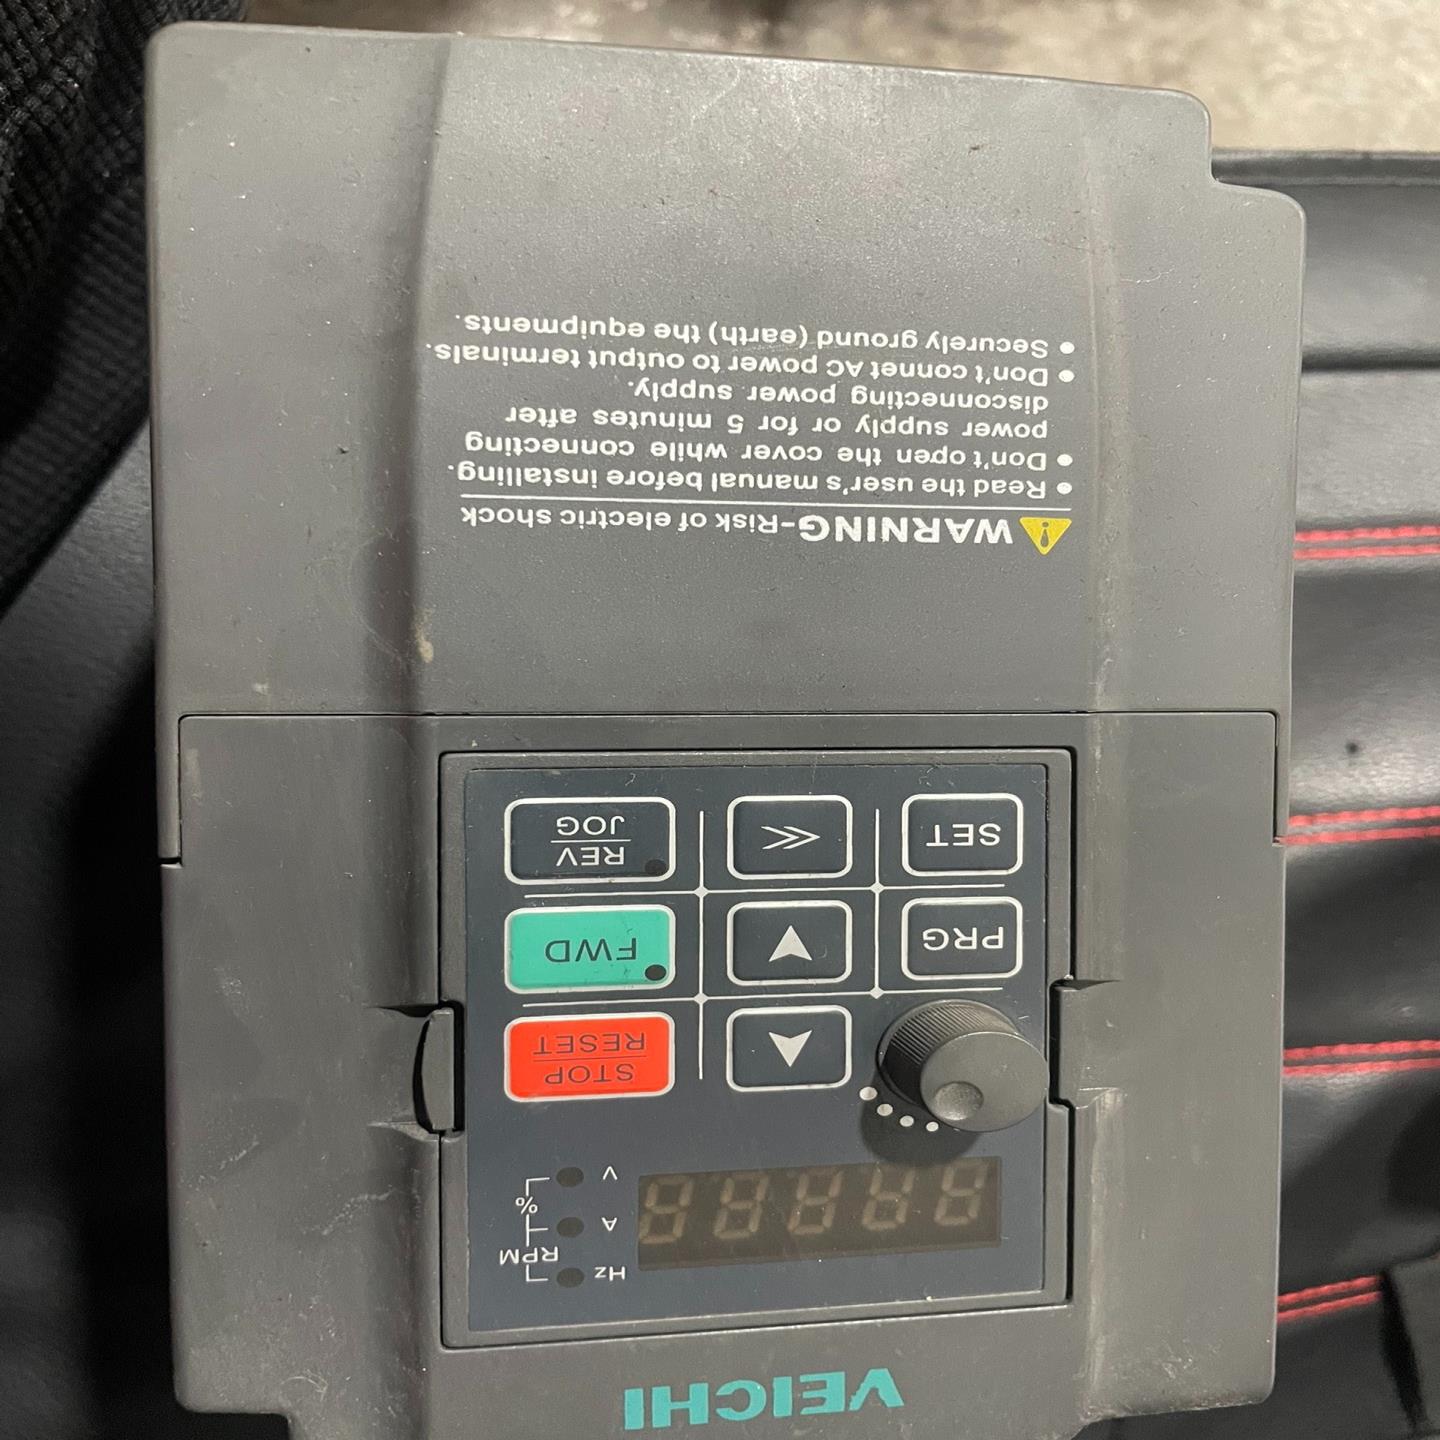 VEICHI
Hz
RPM
A
%
V
88888
STOP
RESET
PRG
FWD
SET
REV
JOG
WARNING-Risk of electric shock
• Read the user's manual before installing.
• Don't open the cover while connecting
power supply or for 5 minutes after
disconnecting power supply.
• Don't connet AC power to output terminals.
• Securely ground (earth) the equipments.